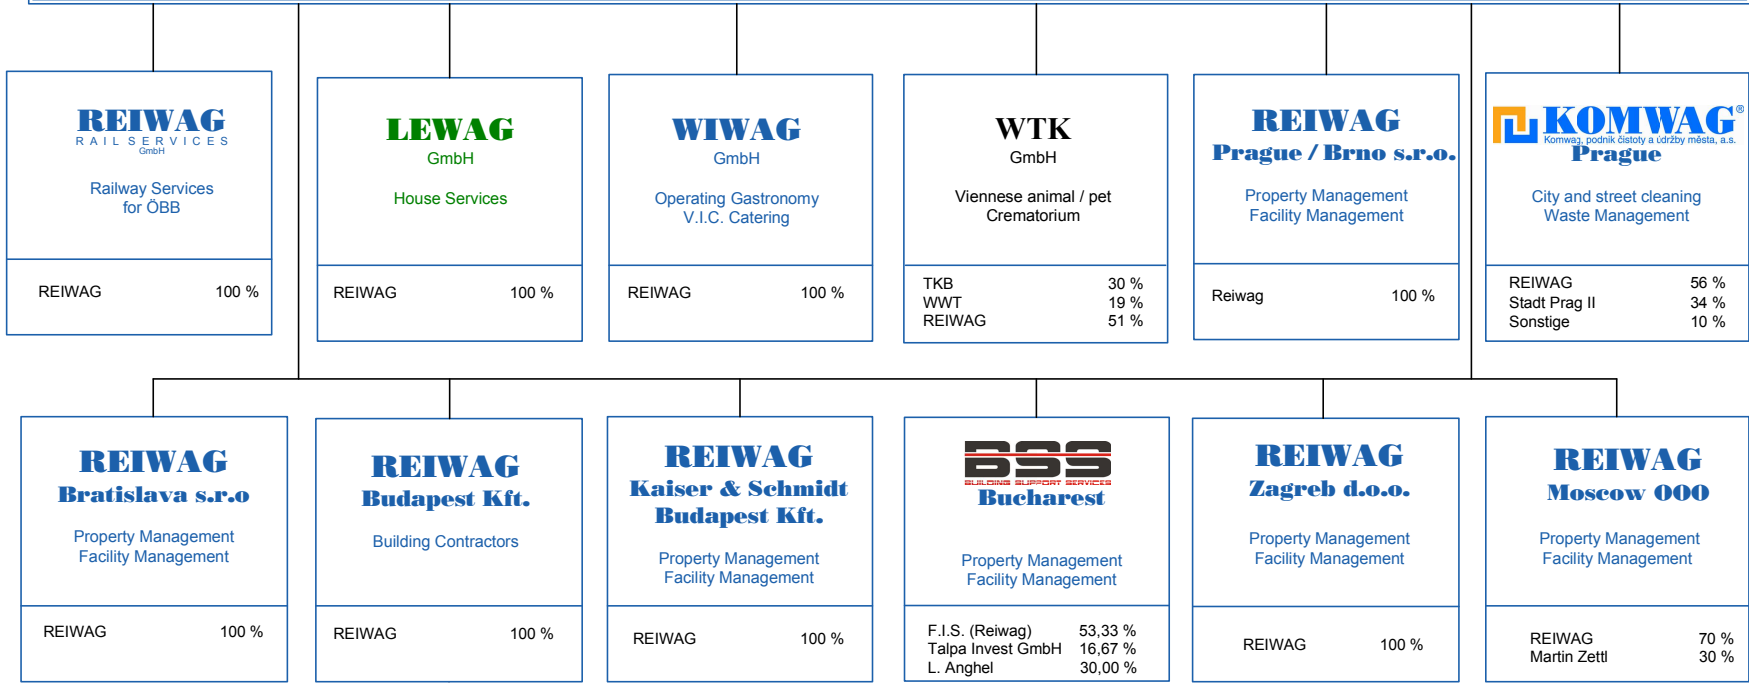 REIWAG
RAIL SERVICES
GmbH
Railway Services
for ÖBB
REIWAG 100 %
LEWAG
GmbH
House Services
REIWAG 100 %
WIWAG
GmbH
Operating Gastronomy
V.I.C. Catering
REIWAG 100 %
WTK
GmbH
Viennese animal / pet
Crematorium
TKB 30 %
WWT 19 %
REIWAG 51 %
REIWAG
Prague / Brno s.r.o.
Property Management
Facility Management
Reiwag 100 %
KOMWAG®
Komwag, podnik čistoty a údržby města, a.s.
Prague
City and street cleaning
Waste Management
REIWAG 56 %
Stadt Prag II 34 %
Sonstige 10 %
REIWAG
Bratislava s.r.o
Property Management
Facility Management
REIWAG 100 %
REIWAG
Budapest Kft.
Building Contractors
REIWAG 100 %
REIWAG
Kaiser & Schmidt
Budapest Kft.
Property Management
Facility Management
REIWAG 100 %
BSS
BUILDING SUPPORT SERVICES
Bucharest
Property Management
Facility Management
F.I.S. (Reiwag) 53,33 %
Talpa Invest GmbH 16,67 %
L. Anghel 30,00 %
REIWAG
Zagreb d.o.o.
Property Management
Facility Management
REIWAG 100 %
REIWAG
Moscow OOO
Property Management
Facility Management
REIWAG 70 %
Martin Zettl 30 %